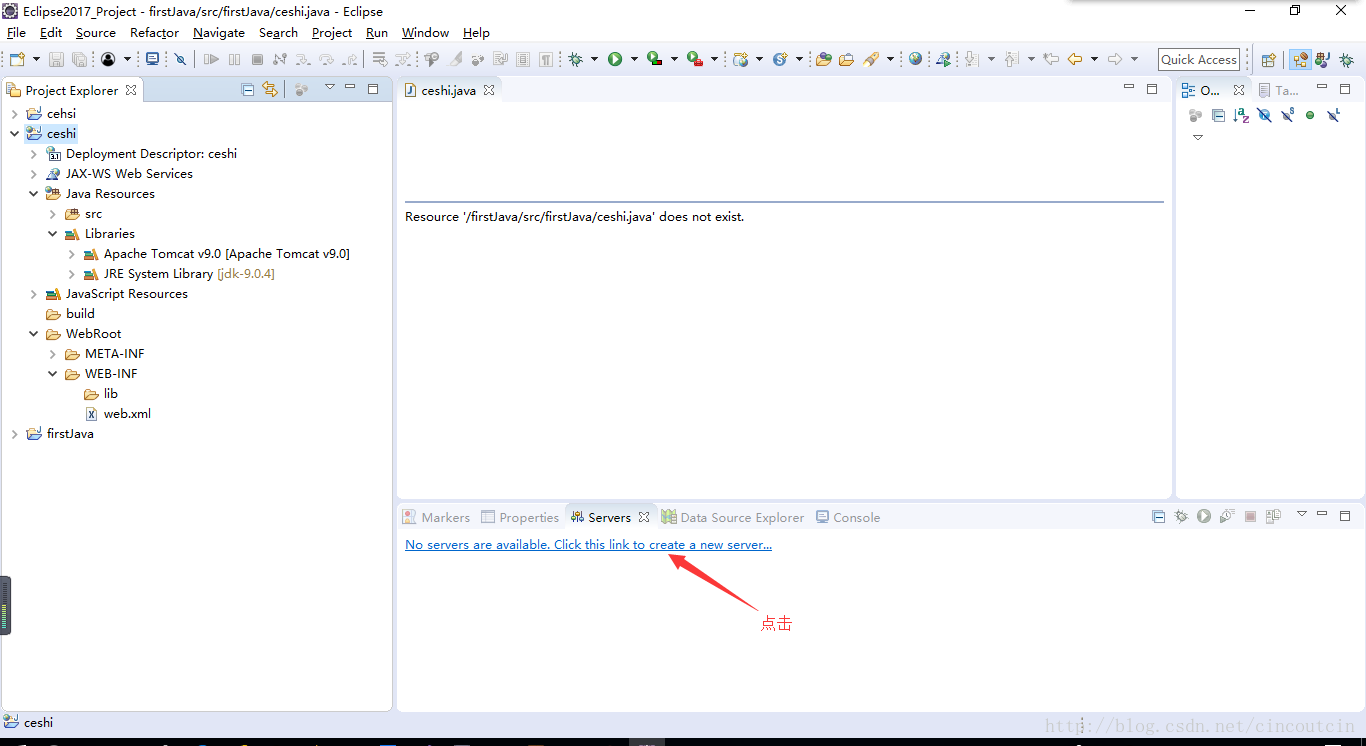 Eclipse2017_Project - firstJava/src/firstJava/ceshi.java - Eclipse
File Edit Source Refactor Navigate Search Project Run Window Help
Quick Access
Project Explorer
cehsi
ceshi
Deployment Descriptor: ceshi
3.1
JAX-WS Web Services
Java Resources
src
Libraries
Apache Tomcat v9.0 [Apache Tomcat v9.0]
JRE System Library [jdk-9.0.4]
JavaScript Resources
build
WebRoot
META-INF
WEB-INF
lib
web.xml
firstJava
ceshi.java
Resource '/firstJava/src/firstJava/ceshi.java' does not exist.
O... Ta...
Markers Properties Servers Data Source Explorer Console
No servers are available. Click this link to create a new server...
点击
ceshi
http://blog.csdn.net/cincoutcin